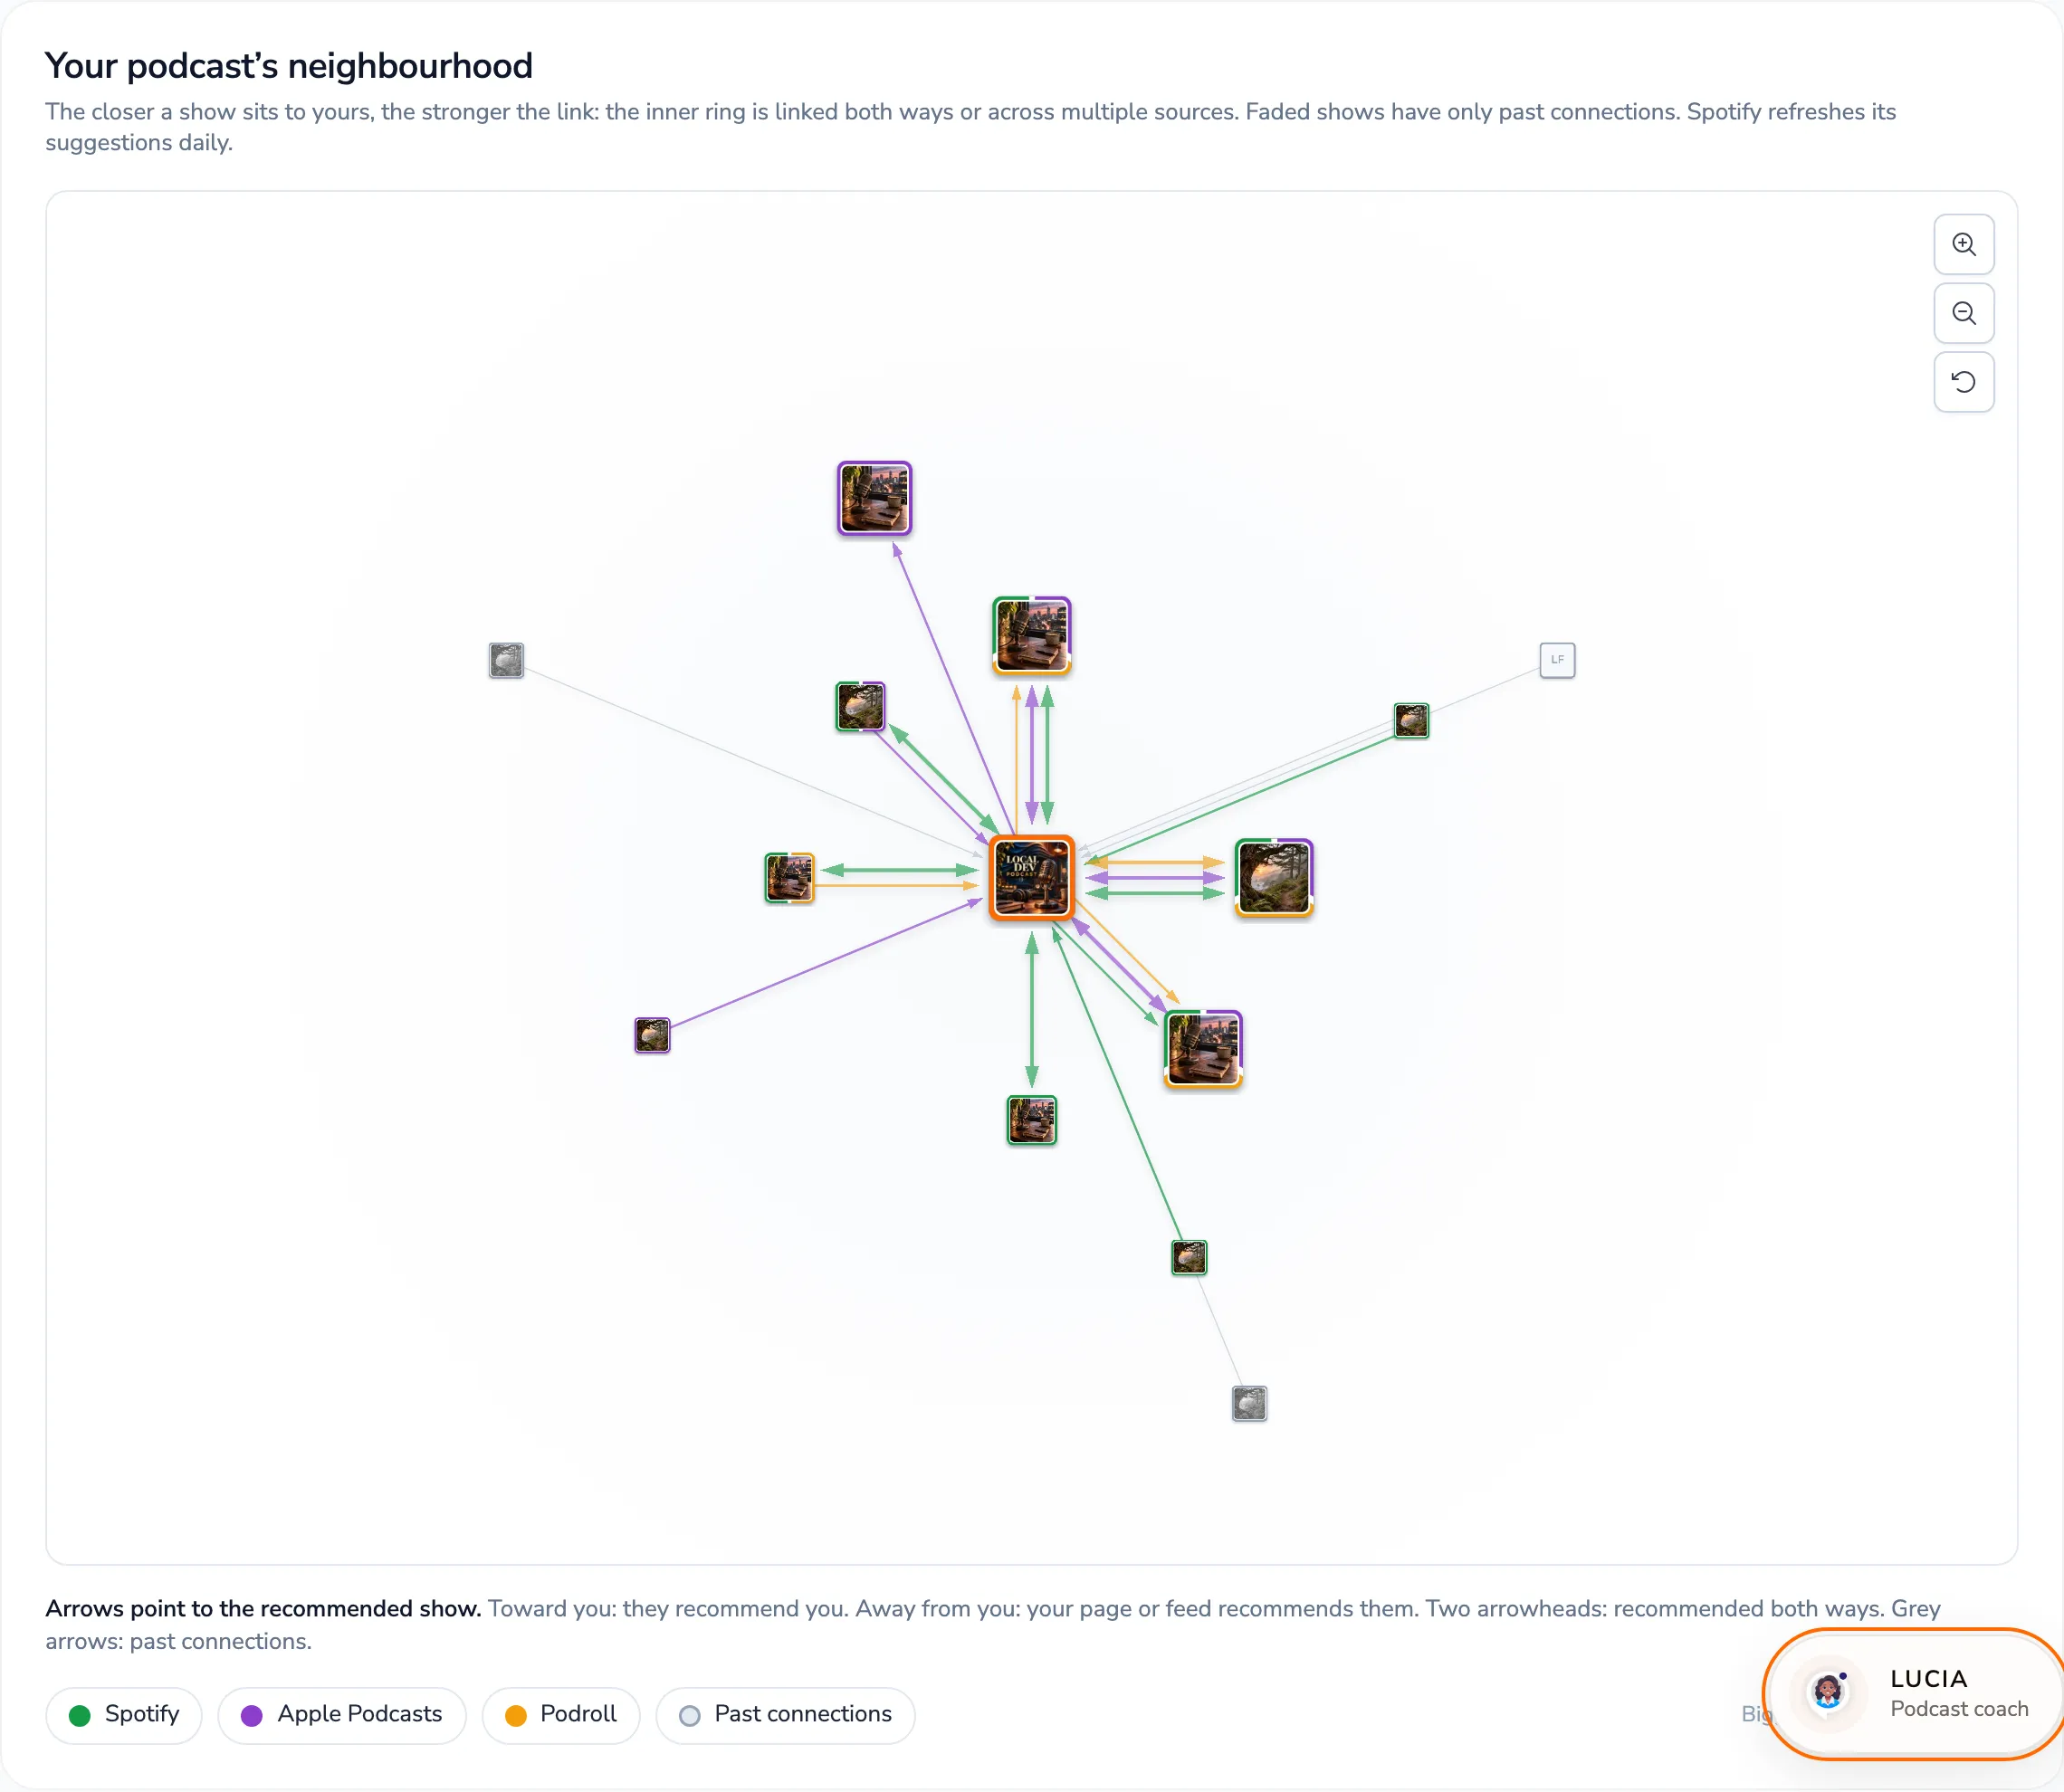 Your podcast’s neighbourhood
The closer a show sits to yours, the stronger the link: the inner ring is linked both ways or across multiple sources. Faded shows have only past connections. Spotify refreshes its
suggestions daily.
LF
LOCAL
DEV
PODCAST
Arrows point to the recommended show. Toward you: they recommend you. Away from you: your page or feed recommends them. Two arrowheads: recommended both ways. Grey
arrows: past connections.
Spotify
Apple Podcasts
Podroll
Past connections
LUCIA
Podcast coach